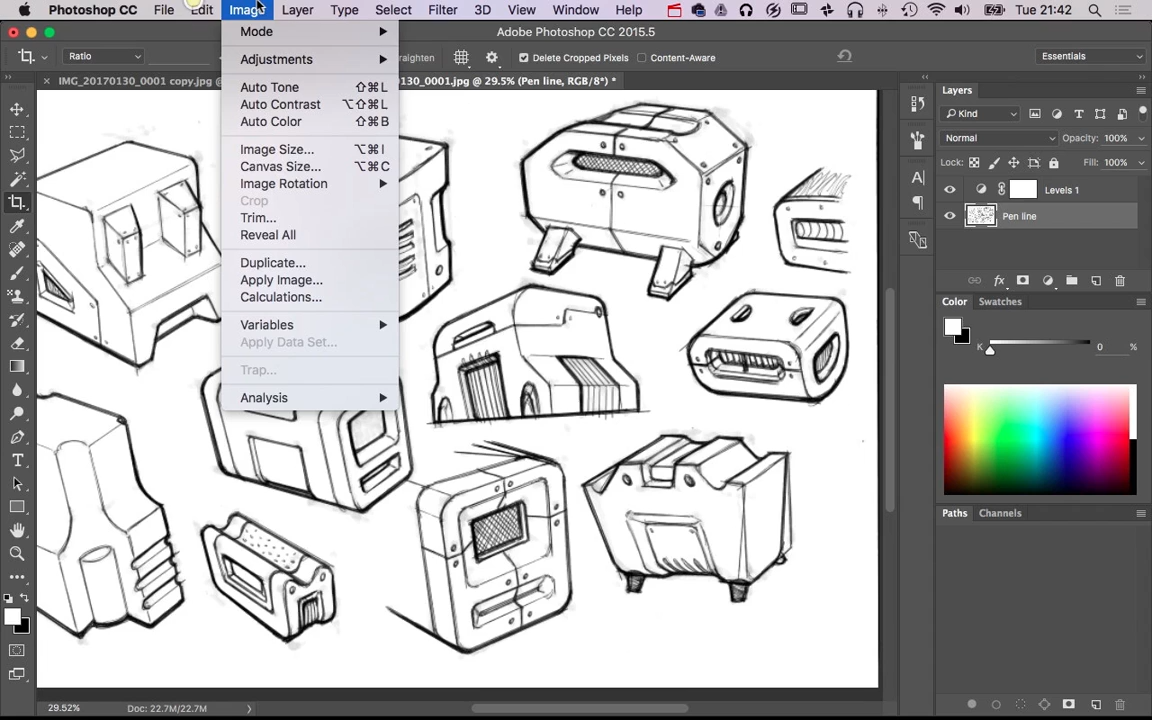 Photoshop CC File Edit Image Layer Type Select Filter 3D View Window Help Tue 21:42
Adobe Photoshop CC 2015.5
Ratio
raighten
Delete Cropped Pixels
Content-Aware
Essentials
IMG_20170130_0001 copy.jpg @
30_0001.jpg @ 29.5% (Pen line, RGB/8*) *
Mode
Adjustments
Auto Tone ⇧⌘L
Auto Contrast ⌥⇧⌘L
Auto Color ⇧⌘B
Image Size... ⌥⌘I
Canvas Size... ⌥⌘C
Image Rotation
Crop
Trim...
Reveal All
Duplicate...
Apply Image...
Calculations...
Variables
Apply Data Set...
Trap...
Analysis
Layers
Kind
Normal
Opacity: 100%
Lock:
Fill: 100%
Levels 1
Pen line
Color Swatches
K 0 %
Paths Channels
29.52% Doc: 22.7M/22.7M